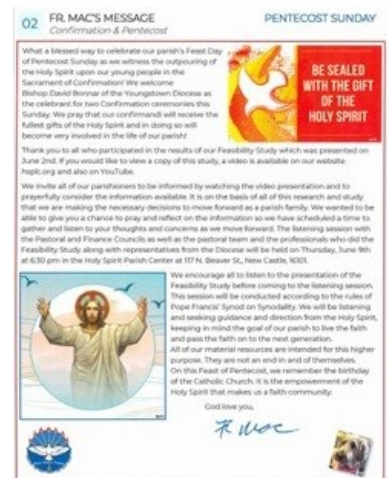 02 FR. MAC'S MESSAGE PENTECOST SUNDAY
Confirmation & Pentecost
What a blessed way to celebrate our parish's Feast Day
of Pentecost Sunday as we witness the outpouring of
the Holy Spirit upon our young people in the
Sacrament of Confirmation! We welcome
Bishop David Bonnar of the Youngstown Diocese as
the celebrant for two Confirmation ceremonies this
Sunday. We pray that our confirmandi will receive the
fullest gifts of the Holy Spirit and in doing so will
become very involved in the life of our parish!
BE SEALED
WITH THE GIFT
OF THE
HOLY SPIRIT
Thank you to all who participated in the results of our Feasibility Study which was presented on
June 2nd. If you would like to view a copy of this study, a video is available on our website
hsplc.org and also on YouTube.
We invite all of our parishioners to be informed by watching the video presentation and to
prayerfully consider the information available. It is on the basis of all of this research and study
that we are making the necessary decisions to move forward as a parish family. We wanted to be
able to give you a chance to pray and reflect on the information so we have scheduled a time to
gather and listen to your thoughts and concerns as we move forward. The listening session with
the Pastoral and Finance Councils as well as the pastoral team and the professionals who did the
Feasibility Study along with representatives from the Diocese will be held on Thursday, June 9th
at 6:30 pm in the Holy Spirit Parish Center at 117 N. Beaver St., New Castle, 16101.
We encourage all to listen to the presentation of the
Feasibility Study before coming to the listening session.
This session will be conducted according to the rules of
Pope Francis' Synod on Synodality. We will be listening
and seeking guidance and direction from the Holy Spirit,
keeping in mind the goal of our parish to live the faith
and pass the faith on to the next generation.
All of our material resources are intended for this higher
purpose. They are not an end in and of themselves.
On this Feast of Pentecost, we remember the birthday
of the Catholic Church. It is the empowerment of the
Holy Spirit that makes us a faith community.
God love you,
Fr. Mac